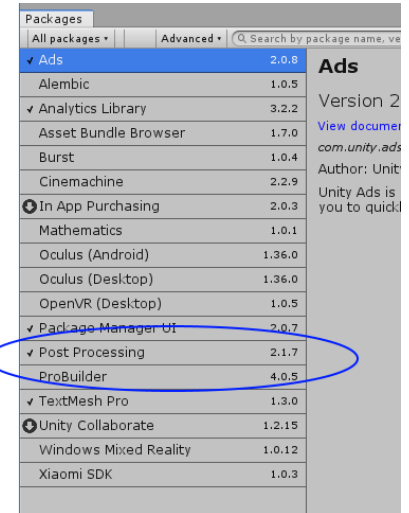 Packages
All packages ▾ Advanced ▾ Search by package name, ve
✓ Ads 2.0.8
Alembic 1.0.5
✓ Analytics Library 3.2.2
Asset Bundle Browser 1.7.0
Burst 1.0.4
Cinemachine 2.2.9
In App Purchasing 2.0.3
Mathematics 1.0.1
Oculus (Android) 1.36.0
Oculus (Desktop) 1.36.0
OpenVR (Desktop) 1.0.5
✓ Package Manager UI 2.0.7
✓ Post Processing 2.1.7
ProBuilder 4.0.5
✓ TextMesh Pro 1.3.0
Unity Collaborate 1.2.15
Windows Mixed Reality 1.0.12
Xiaomi SDK 1.0.3
Ads
Version 2
View documen
com.unity.ads
Author: Unit
Unity Ads is
you to quickl